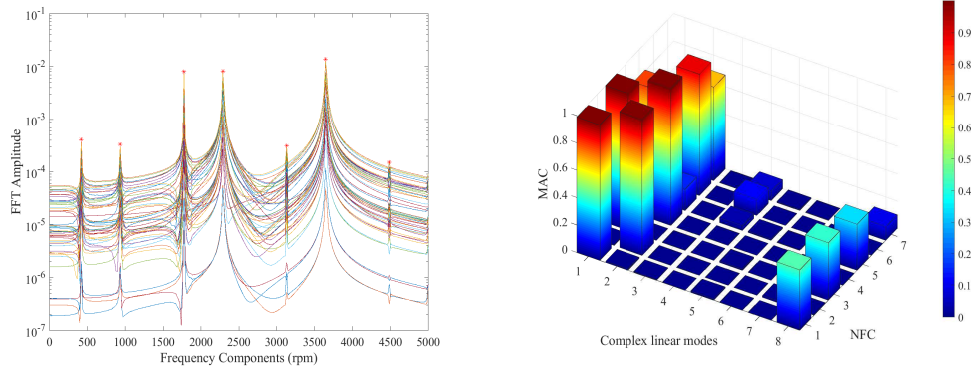 10^-1
10^-2
10^-3
10^-4
10^-5
10^-6
10^-7
FFT Amplitude
0 500 1000 1500 2000 2500 3000 3500 4000 4500 5000
Frequency Components (rpm)
1
0.8
0.6
0.4
0.2
0
MAC
1 2 3 4 5 6 7 8
Complex linear modes
1 2 3 4 5 6 7
NFC
0.9
0.8
0.7
0.6
0.5
0.4
0.3
0.2
0.1
0